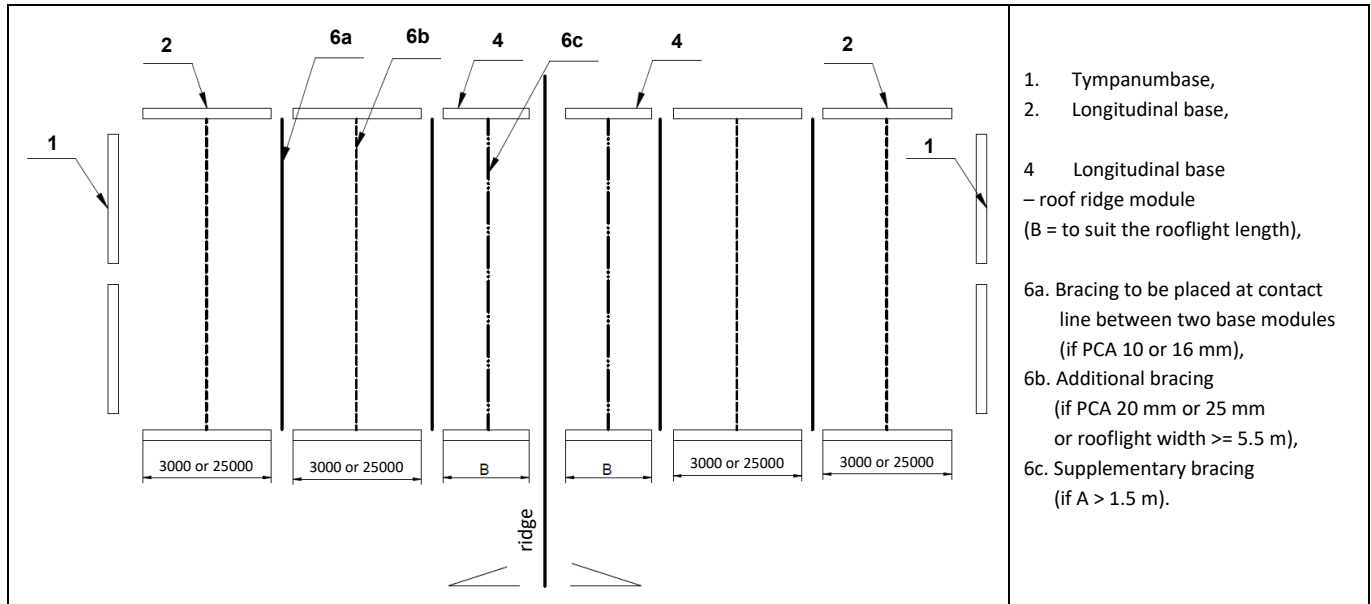 2
6a
6b
4
6c
4
2
1
1
3000 or 25000
3000 or 25000
B
B
3000 or 25000
3000 or 25000
ridge
1. Tympanumbase,
2. Longitudinal base,
4 Longitudinal base
– roof ridge module
(B = to suit the rooflight length),
6a. Bracing to be placed at contact
line between two base modules
(if PCA 10 or 16 mm),
6b. Additional bracing
(if PCA 20 mm or 25 mm
or rooflight width >= 5.5 m),
6c. Supplementary bracing
(if A > 1.5 m).